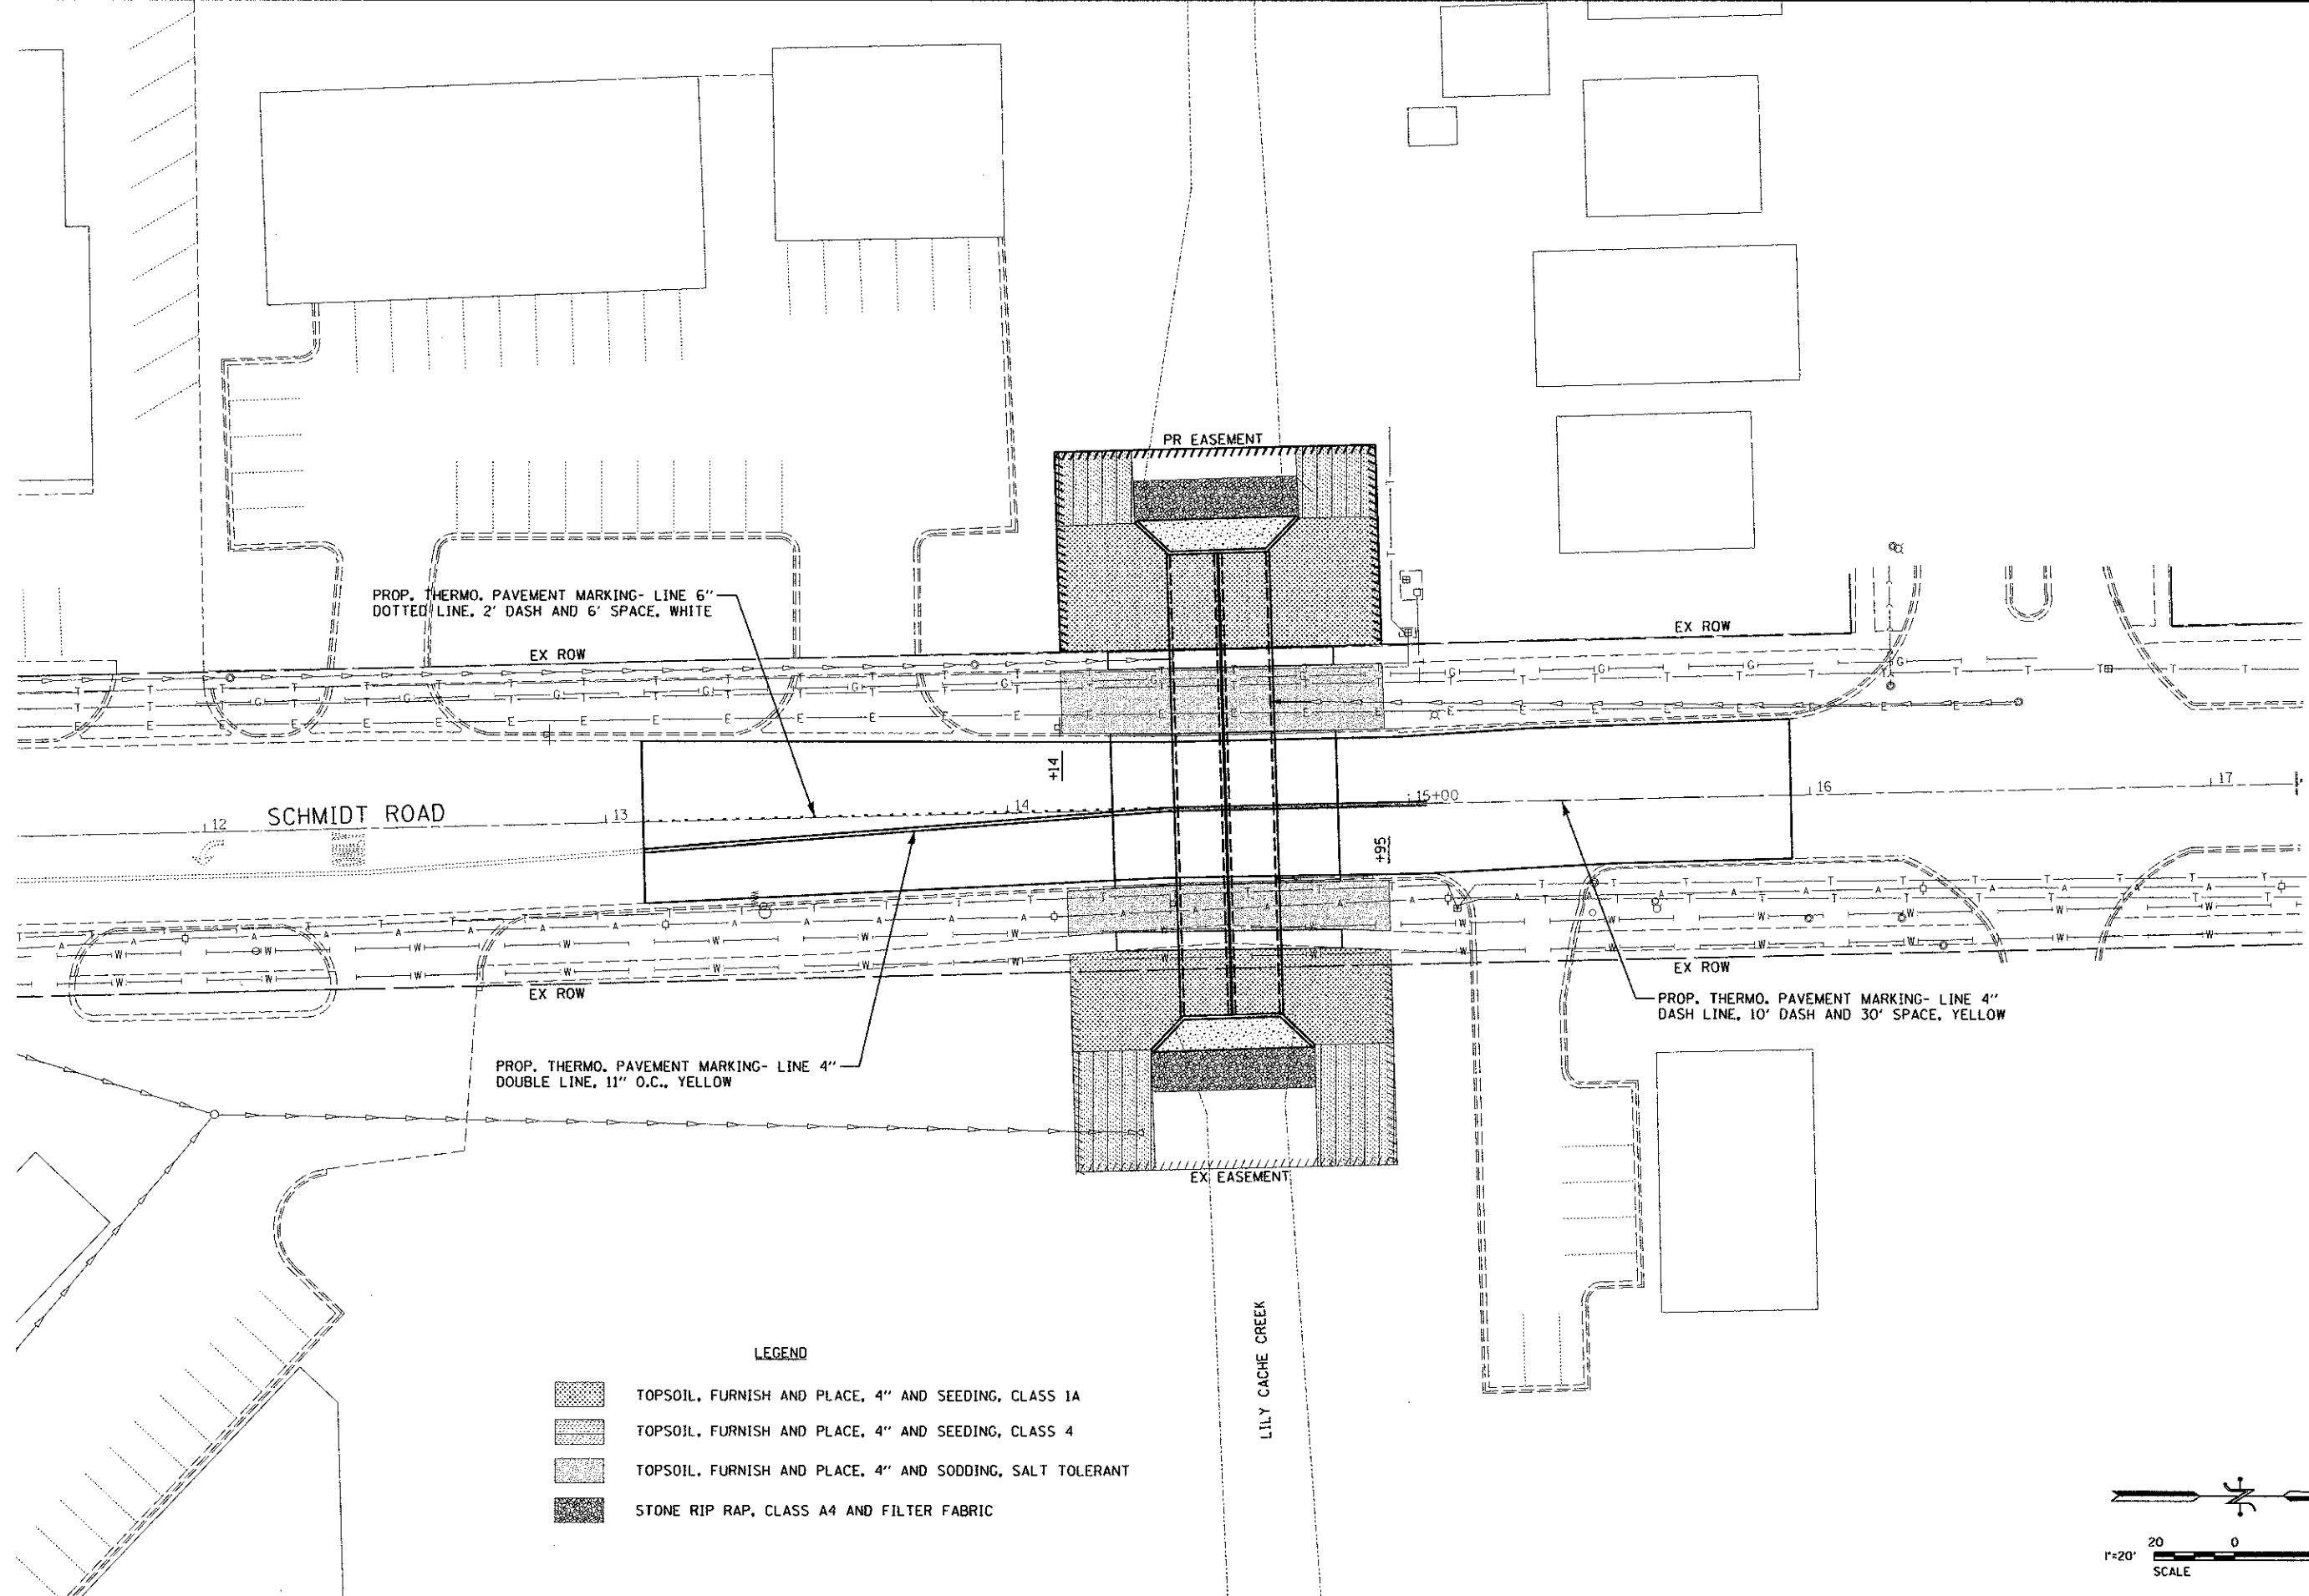 PR EASEMENT
PROP. THERMO. PAVEMENT MARKING- LINE 6"
DOTTED LINE, 2' DASH AND 6' SPACE, WHITE
EX ROW
EX ROW
+14
SCHMIDT ROAD
12
13
14
15+00
16
17
+95
EX ROW
EX ROW
PROP. THERMO. PAVEMENT MARKING- LINE 4"
DASH LINE, 10' DASH AND 30' SPACE, YELLOW
PROP. THERMO. PAVEMENT MARKING- LINE 4"
DOUBLE LINE, 11" O.C., YELLOW
EX EASEMENT
LILY CACHE CREEK
LEGEND
TOPSOIL, FURNISH AND PLACE, 4" AND SEEDING, CLASS 1A
TOPSOIL, FURNISH AND PLACE, 4" AND SEEDING, CLASS 4
TOPSOIL, FURNISH AND PLACE, 4" AND SODDING, SALT TOLERANT
STONE RIP RAP, CLASS A4 AND FILTER FABRIC
20 0
1"=20'
SCALE